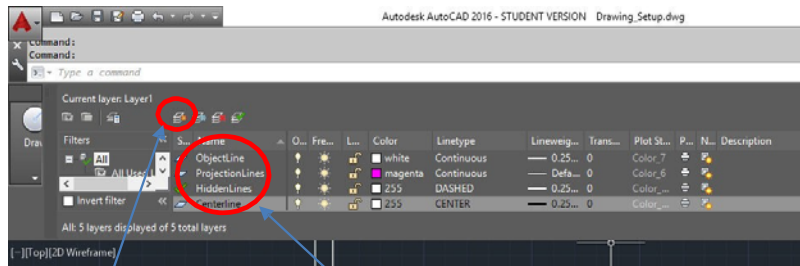 Autodesk AutoCAD 2016 - STUDENT VERSION Drawing_Setup.dwg
Command:
Command:
Type a command
Current layer: Layer1
Filters S... Name O... Fre... L... Color Linetype Lineweig... Trans... Plot St... P... N... Description
All ObjectLine white Continuous 0.25... 0 Color_7
All Used L ProjectionLines magenta Continuous Defa... 0 Color_6
HiddenLines 255 DASHED 0.25... 0 Color_...
Invert filter Centerline 255 CENTER 0.25... 0 Color_...
All: 5 layers displayed of 5 total layers
[-][Top][2D Wireframe]